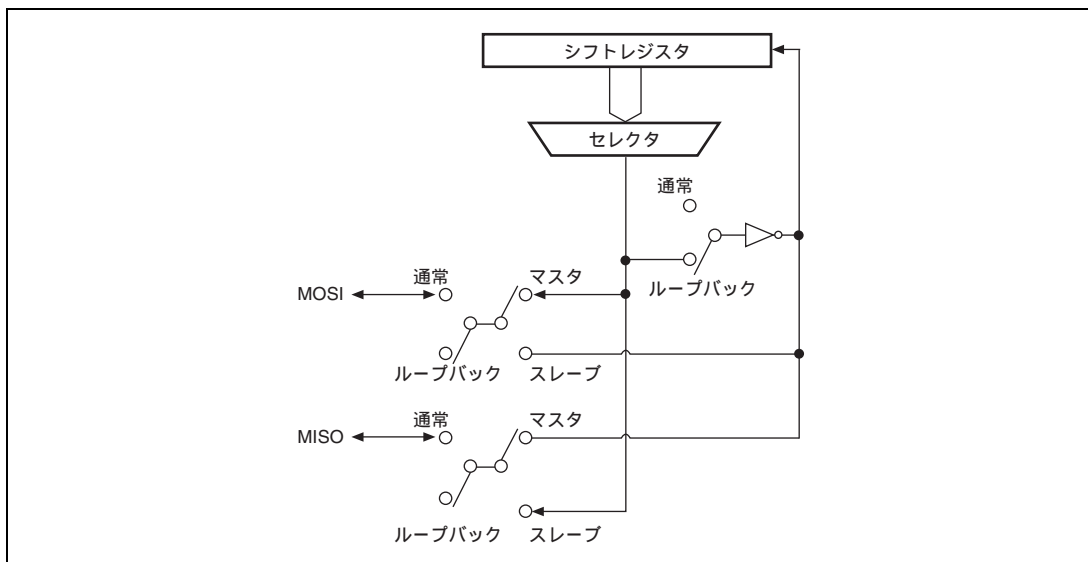 シフトレジスタ
セレクタ
通常
ループバック
MOSI
通常
マスタ
ループバック
スレーブ
MISO
通常
マスタ
ループバック
スレーブ